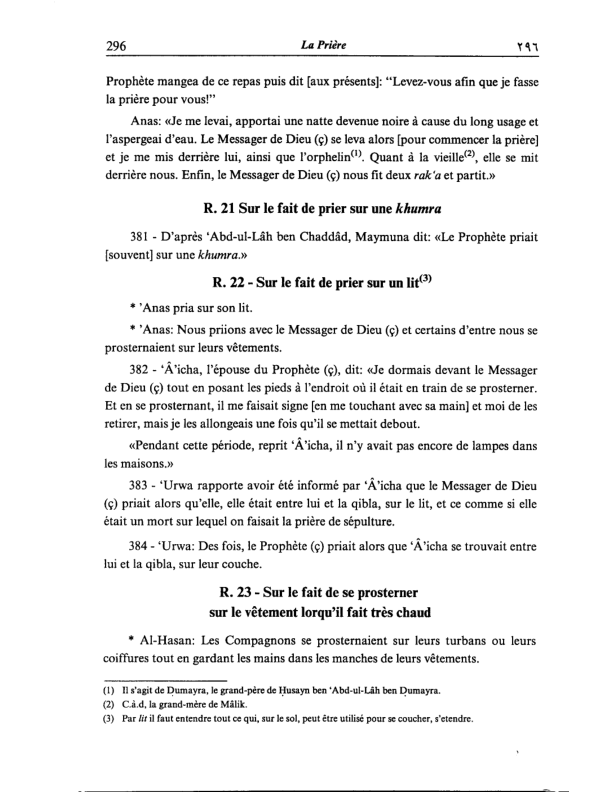 296 La Prière ٢٩٦
Prophète mangea de ce repas puis dit [aux présents]: "Levez-vous afin que je fasse
la prière pour vous!"
Anas: «Je me levai, apportai une natte devenue noire à cause du long usage et
l'aspergeai d'eau. Le Messager de Dieu (ç) se leva alors [pour commencer la prière]
et je me mis derrière lui, ainsi que l'orphelin(1). Quant à la vieille(2), elle se mit
derrière nous. Enfin, le Messager de Dieu (ç) nous fit deux rak'a et partit.»
R. 21 Sur le fait de prier sur une khumra
381 - D'après 'Abd-ul-Lâh ben Chaddâd, Maymuna dit: «Le Prophète priait
[souvent] sur une khumra.»
R. 22 - Sur le fait de prier sur un lit(3)
* 'Anas pria sur son lit.
* 'Anas: Nous priions avec le Messager de Dieu (ç) et certains d'entre nous se
prosternaient sur leurs vêtements.
382 - 'Â'icha, l'épouse du Prophète (ç), dit: «Je dormais devant le Messager
de Dieu (ç) tout en posant les pieds à l'endroit où il était en train de se prosterner.
Et en se prosternant, il me faisait signe [en me touchant avec sa main] et moi de les
retirer, mais je les allongeais une fois qu'il se mettait debout.
«Pendant cette période, reprit 'Â'icha, il n'y avait pas encore de lampes dans
les maisons.»
383 - 'Urwa rapporte avoir été informé par 'Â'icha que le Messager de Dieu
(ç) priait alors qu'elle, elle était entre lui et la qibla, sur le lit, et ce comme si elle
était un mort sur lequel on faisait la prière de sépulture.
384 - 'Urwa: Des fois, le Prophète (ç) priait alors que 'Â'icha se trouvait entre
lui et la qibla, sur leur couche.
R. 23 - Sur le fait de se prosterner
sur le vêtement lorqu'il fait très chaud
* Al-Hasan: Les Compagnons se prosternaient sur leurs turbans ou leurs
coiffures tout en gardant les mains dans les manches de leurs vêtements.
(1) Il s'agit de Ḍumayra, le grand-père de Ḥusayn ben 'Abd-ul-Lâh ben Ḍumayra.
(2) C.à.d, la grand-mère de Mâlik.
(3) Par lit il faut entendre tout ce qui, sur le sol, peut être utilisé pour se coucher, s'etendre.